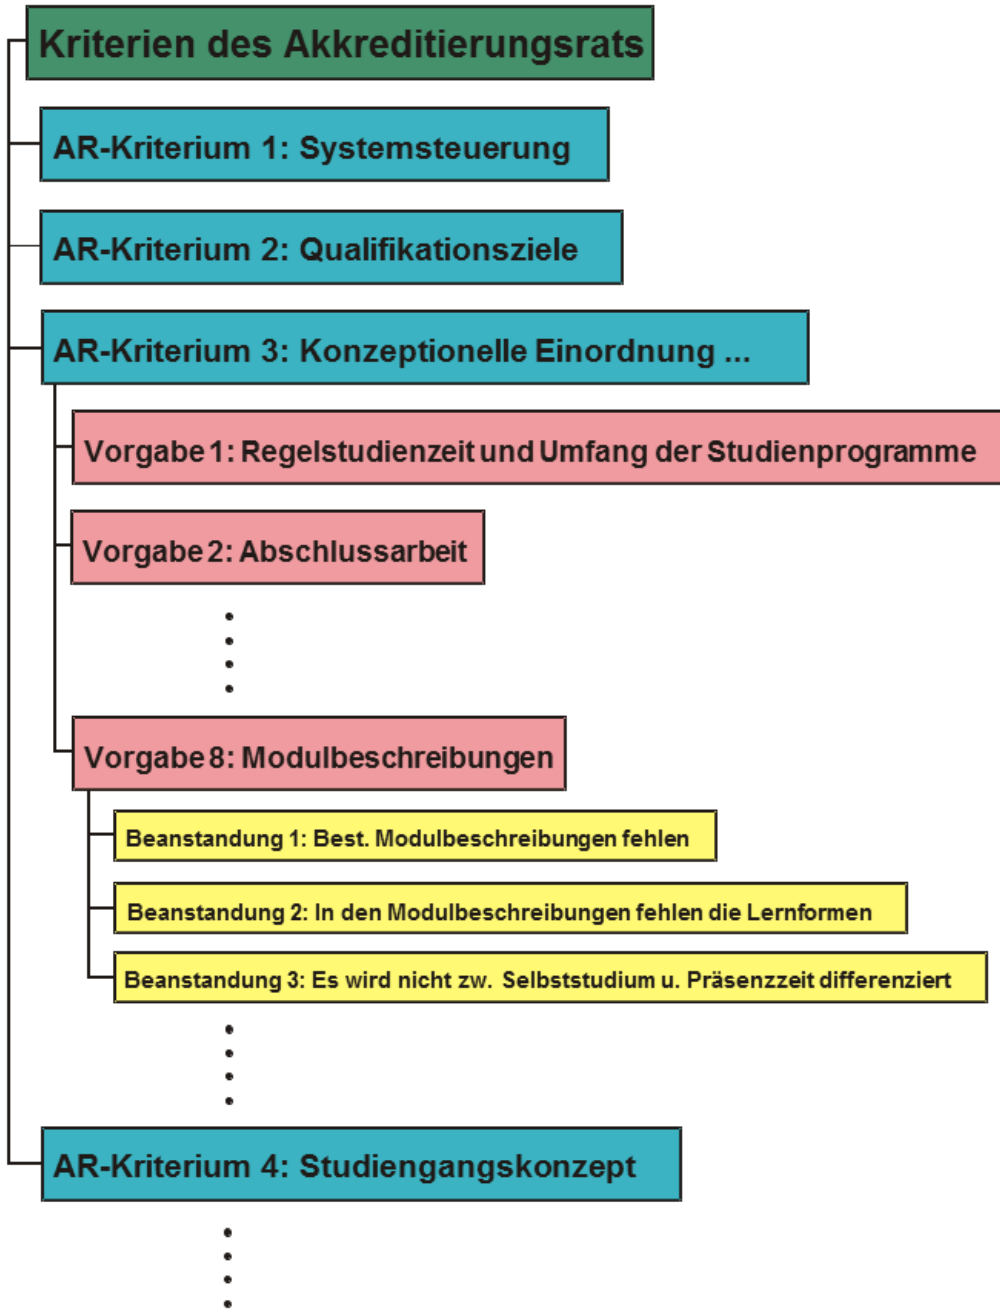 Kriterien des Akkreditierungsrats
AR-Kriterium 1: Systemsteuerung
AR-Kriterium 2: Qualifikationsziele
AR-Kriterium 3: Konzeptionelle Einordnung ...
Vorgabe 1: Regelstudienzeit und Umfang der Studienprogramme
Vorgabe 2: Abschlussarbeit
Vorgabe 8: Modulbeschreibungen
Beanstandung 1: Best. Modulbeschreibungen fehlen
Beanstandung 2: In den Modulbeschreibungen fehlen die Lernformen
Beanstandung 3: Es wird nicht zw. Selbststudium u. Präsenzzeit differenziert
AR-Kriterium 4: Studiengangskonzept